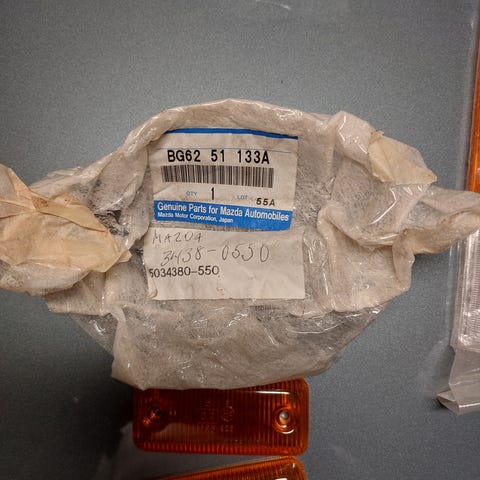 BG62 51 133A
QTY 1 LOT 55A
Genuine Parts for Mazda Automobiles
Mazda Motor Corporation, Japan
MAZDA
3438-0550
5034380-550